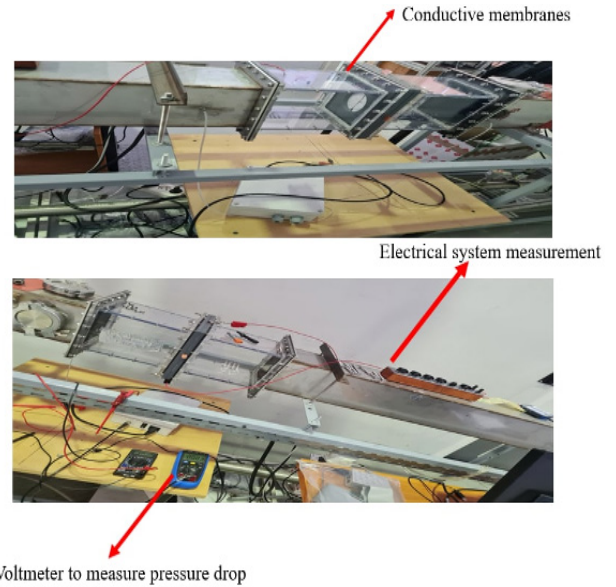 Conductive membranes
Electrical system measurement
Voltmeter to measure pressure drop